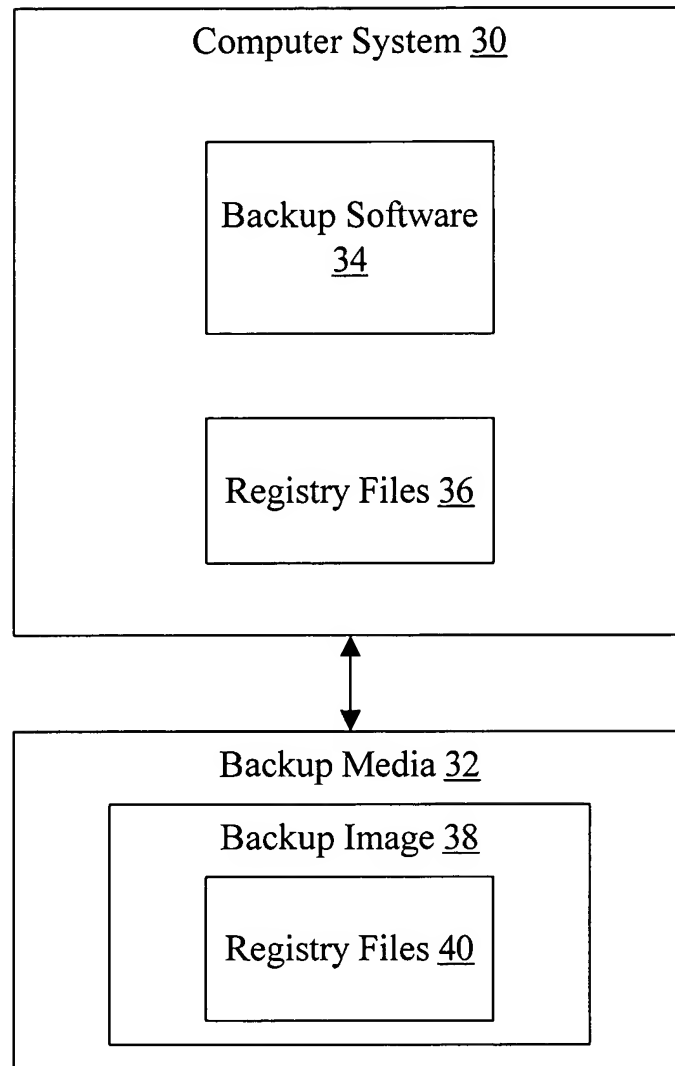 Computer System 30
Backup Software
34
Registry Files 36
Backup Media 32
Backup Image 38
Registry Files 40